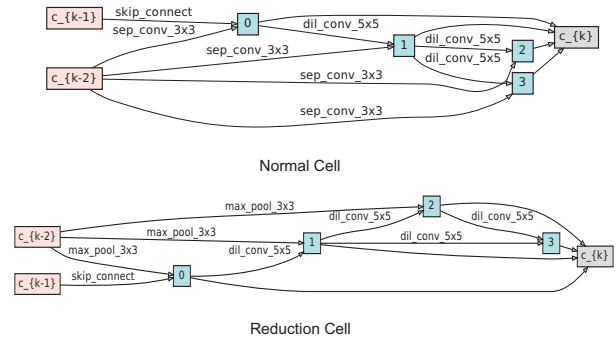 c_{k-1}
skip_connect
0
dil_conv_5x5
c_{k}
sep_conv_3x3
c_{k-2}
sep_conv_3x3
1
dil_conv_5x5
2
dil_conv_5x5
sep_conv_3x3
3
sep_conv_3x3
Normal Cell
max_pool_3x3
2
c_{k-2}
max_pool_3x3
dil_conv_5x5
dil_conv_5x5
max_pool_3x3
dil_conv_5x5
1
dil_conv_5x5
3
c_{k}
c_{k-1}
skip_connect
0
Reduction Cell